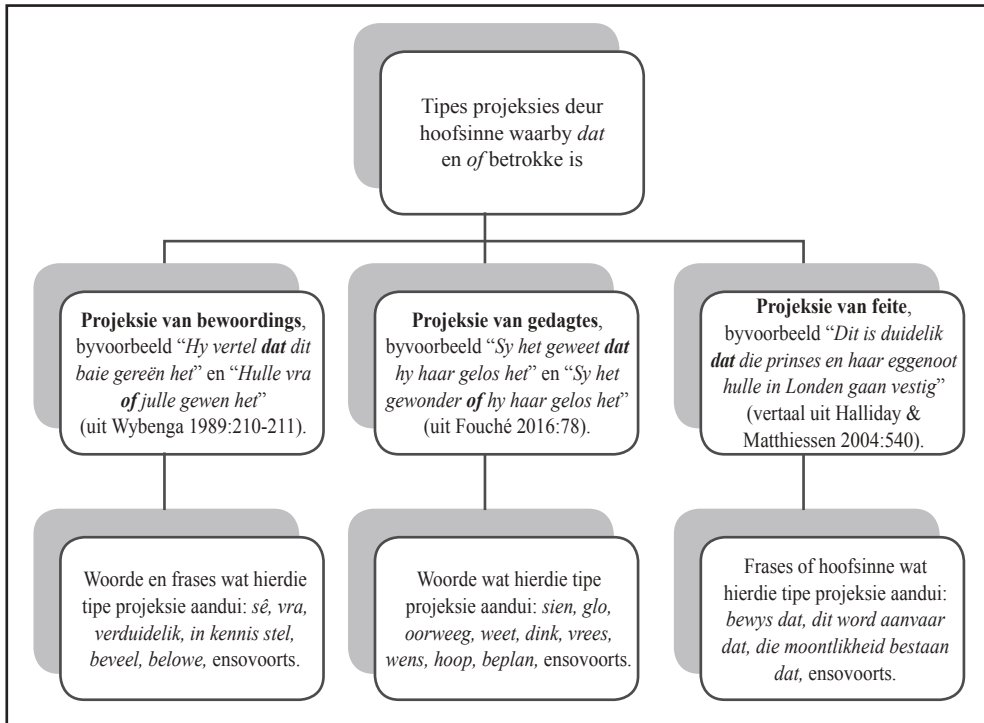 Tipes projeksies deur
hoofsinne waarby dat
en of betrokke is
Projeksie van bewoordings,
byvoorbeeld “Hy vertel dat dit
baie gereën het” en “Hulle vra
of julle gewen het”
(uit Wybenga 1989:210-211).
Projeksie van gedagtes,
byvoorbeeld “Sy het geweet dat
hy haar gelos het” en “Sy het
gewonder of hy haar gelos het”
(uit Fouché 2016:78).
Projeksie van feite,
byvoorbeeld “Dit is duidelik
dat die prinses en haar eggenoot
hulle in Londen gaan vestig”
(vertaal uit Halliday &
Matthiessen 2004:540).
Woorde en frases wat hierdie
tipe projeksie aandui: sê, vra,
verduidelik, in kennis stel,
beveel, belowe, ensovoorts.
Woorde wat hierdie tipe
projeksie aandui: sien, glo,
oorweeg, weet, dink, vrees,
wens, hoop, beplan, ensovoorts.
Frases of hoofsinne wat
hierdie tipe projeksie aandui:
bewys dat, dit word aanvaar
dat, die moontlikheid bestaan
dat, ensovoorts.